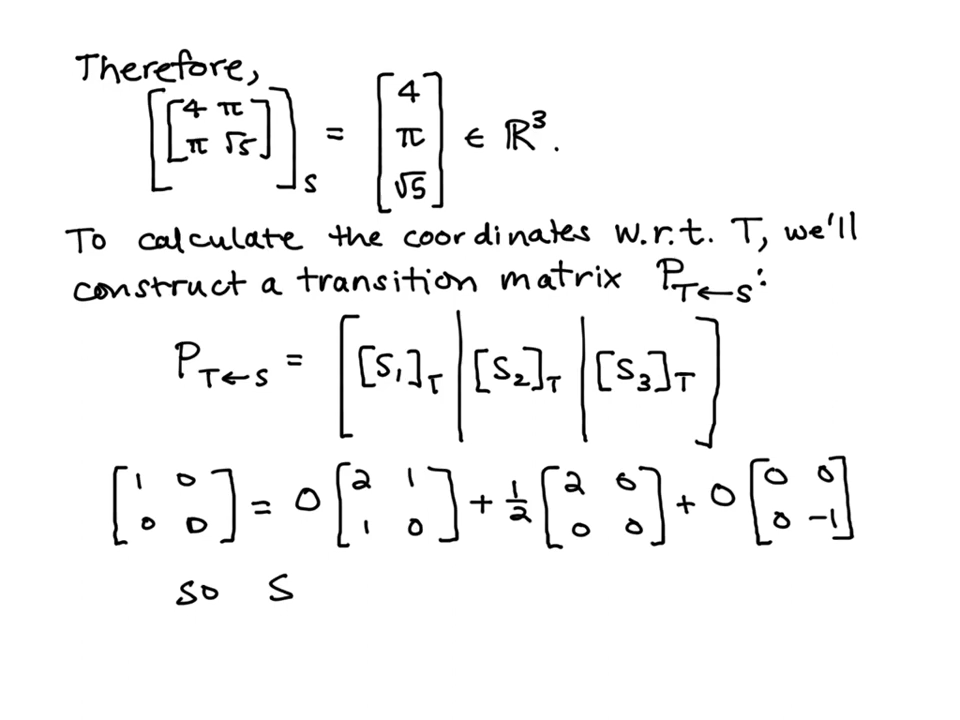 Therefore,
[[4 π; π √5]]_S = [4; π; √5] ∈ ℝ³.
To calculate the coordinates w.r.t. T, we'll
construct a transition matrix P_{T←S}:
P_{T←S} = [ [S₁]_T | [S₂]_T | [S₃]_T ]
[1 0; 0 0] = 0 [2 1; 1 0] + ½ [2 0; 0 0] + 0 [0 0; 0 -1]
so S